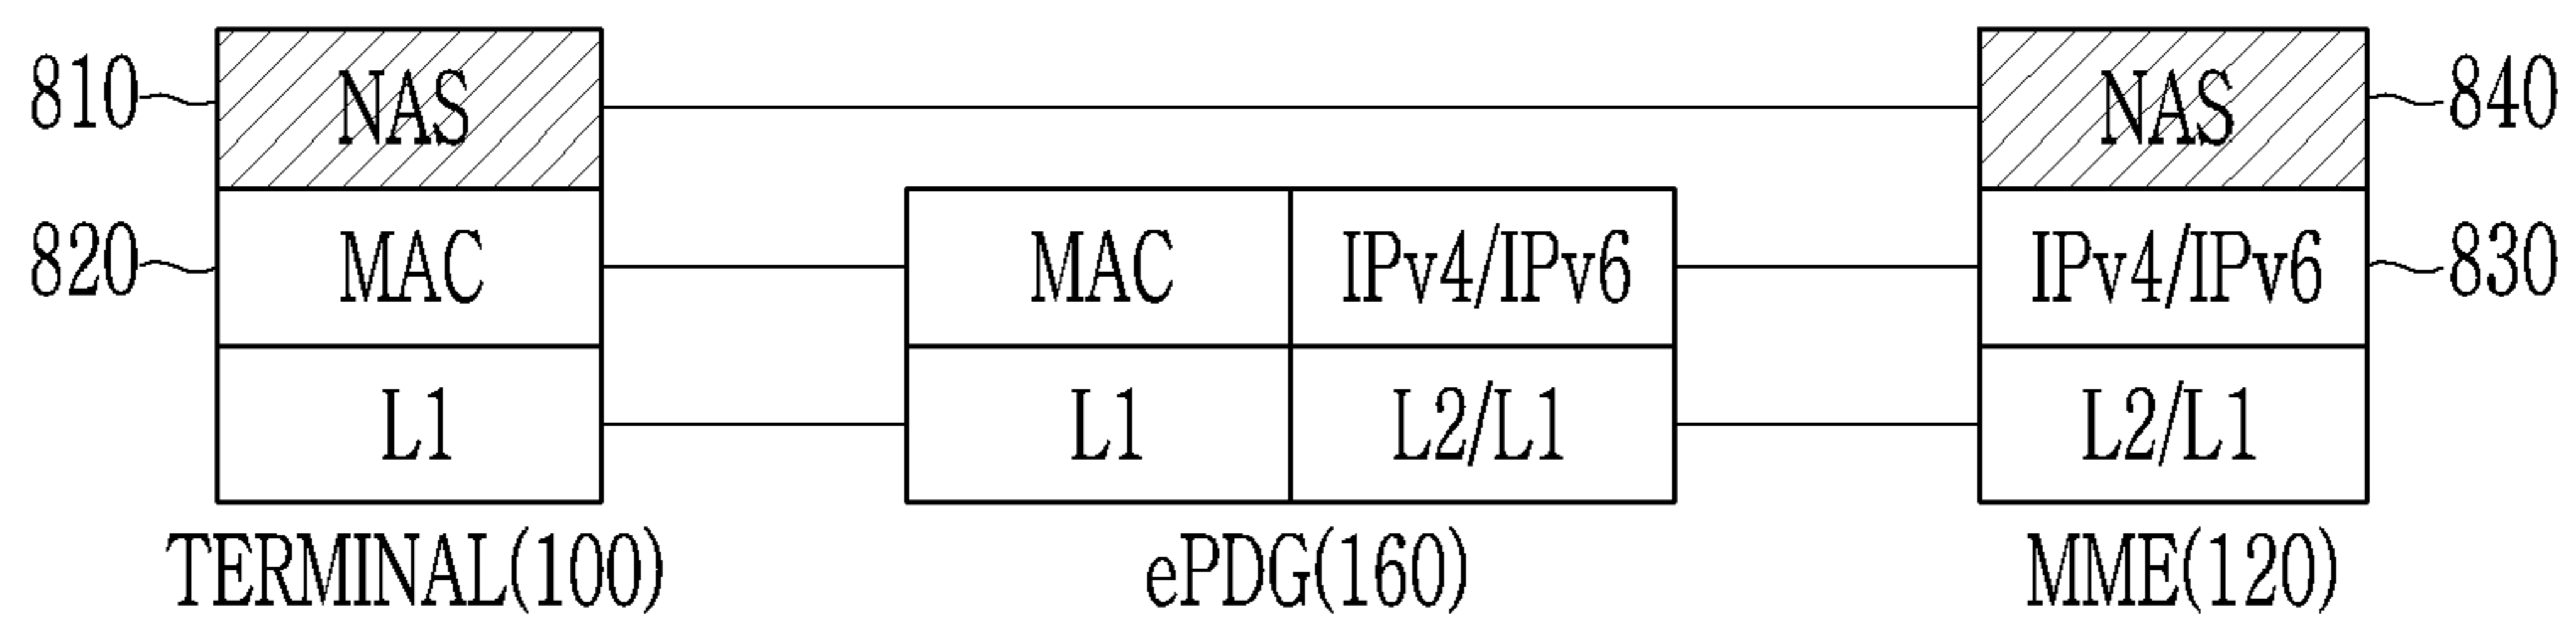 810 NAS NAS 840
820 MAC MAC IPv4/IPv6 IPv4/IPv6 830
L1 L1 L2/L1 L2/L1
TERMINAL(100) ePDG(160) MME(120)